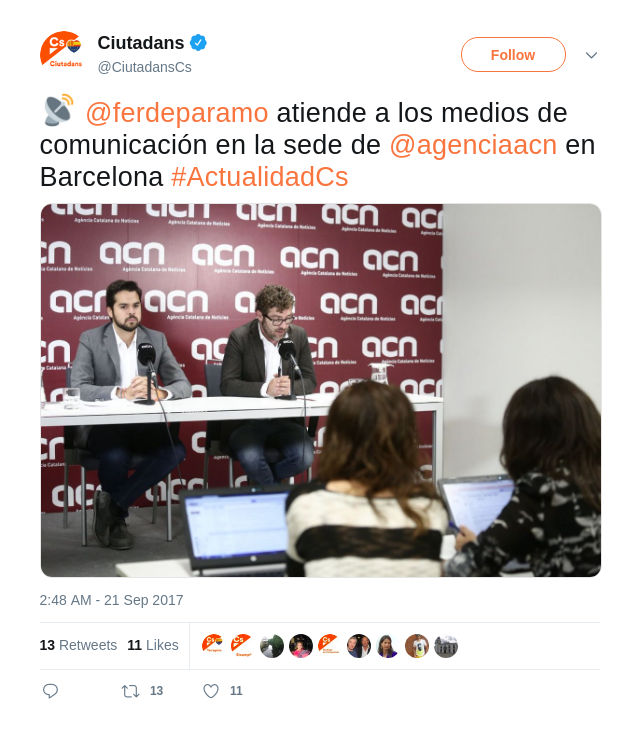 Ciutadans
@CiutadansCs
Follow
@ferdeparamo atiende a los medios de
comunicación en la sede de @agenciaacn en
Barcelona #ActualidadCs
acn
Agència Catalana de Notícies
2:48 AM - 21 Sep 2017
13 Retweets 11 Likes
13 11